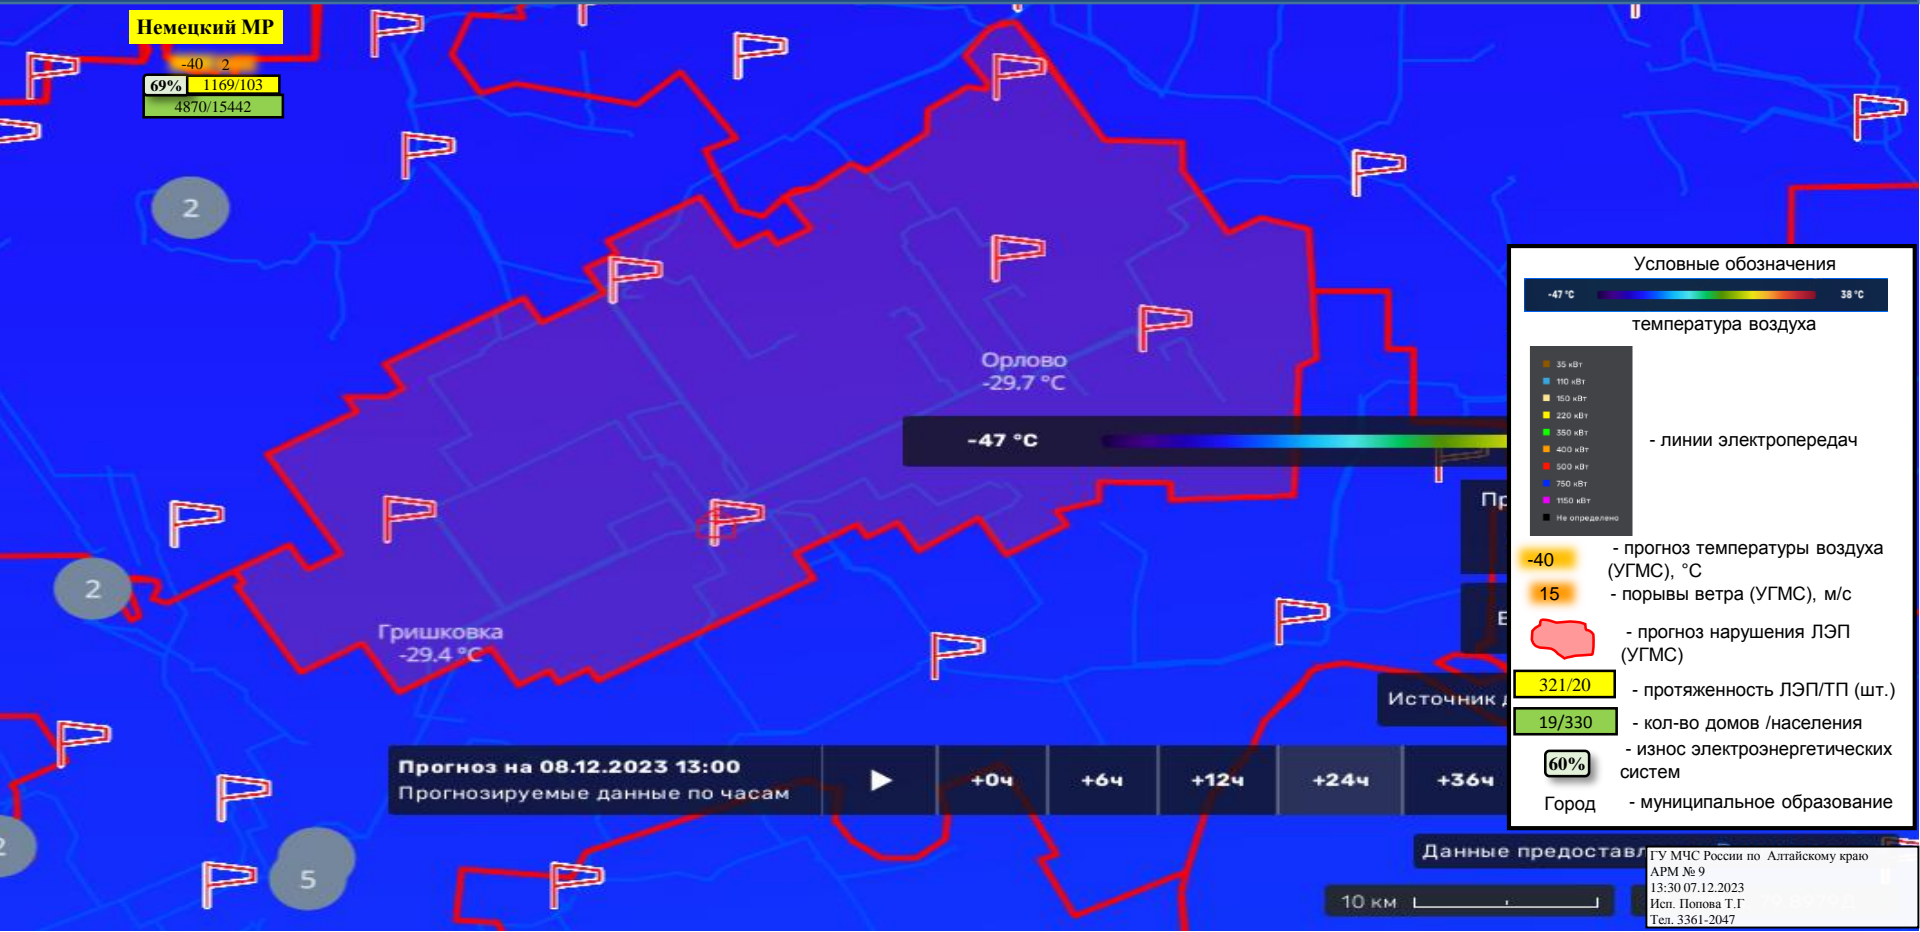 Немецкий МР
-40 2
69% 1169/103
4870/15442
2
2
2
5
Орлово
-29.7 °C
-47 °C
Гришковка
-29.4 °C
Пр
Источник
Прогноз на 08.12.2023 13:00
Прогнозируемые данные по часам
+0ч +6ч +12ч +24ч +36ч
Данные предоставл
10 км
Условные обозначения
-47 °C 38 °C
температура воздуха
35 кВт
110 кВт
150 кВт
220 кВт
350 кВт
400 кВт
500 кВт
750 кВт
1150 кВт
Не определено
- линии электропередач
-40 - прогноз температуры воздуха
(УГМС), °С
15 - порывы ветра (УГМС), м/с
- прогноз нарушения ЛЭП
(УГМС)
321/20 - протяженность ЛЭП/ТП (шт.)
19/330 - кол-во домов /населения
60% - износ электроэнергетических
систем
Город - муниципальное образование
ГУ МЧС России по Алтайскому краю
АРМ № 9
13:30 07.12.2023
Исп. Попова Т.Г
Тел. 3361-2047